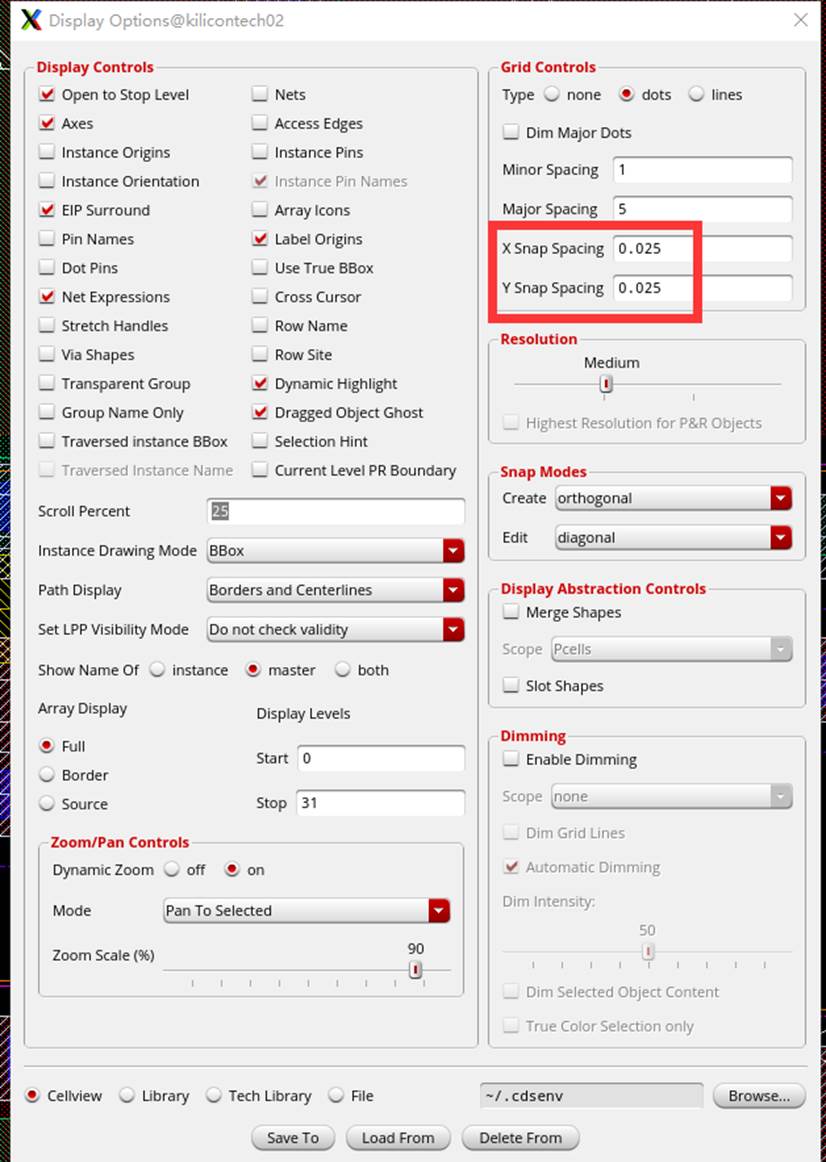 Display Options@kilicontech02
Display Controls
Open to Stop Level
Nets
Axes
Access Edges
Instance Origins
Instance Pins
Instance Orientation
Instance Pin Names
EIP Surround
Array Icons
Pin Names
Label Origins
Dot Pins
Use True BBox
Net Expressions
Cross Cursor
Stretch Handles
Row Name
Via Shapes
Row Site
Transparent Group
Dynamic Highlight
Group Name Only
Dragged Object Ghost
Traversed instance BBox
Selection Hint
Traversed Instance Name
Current Level PR Boundary
Scroll Percent 25
Instance Drawing Mode BBox
Path Display Borders and Centerlines
Set LPP Visibility Mode Do not check validity
Show Name Of instance master both
Array Display
Full
Border
Source
Display Levels
Start 0
Stop 31
Zoom/Pan Controls
Dynamic Zoom off on
Mode Pan To Selected
90
Zoom Scale (%)
Grid Controls
Type none dots lines
Dim Major Dots
Minor Spacing 1
Major Spacing 5
X Snap Spacing 0.025
Y Snap Spacing 0.025
Resolution
Medium
Highest Resolution for P&R Objects
Snap Modes
Create orthogonal
Edit diagonal
Display Abstraction Controls
Merge Shapes
Scope Pcells
Slot Shapes
Dimming
Enable Dimming
Scope none
Dim Grid Lines
Automatic Dimming
Dim Intensity:
50
Dim Selected Object Content
True Color Selection only
Cellview Library Tech Library File ~/.cdsenv Browse...
Save To Load From Delete From